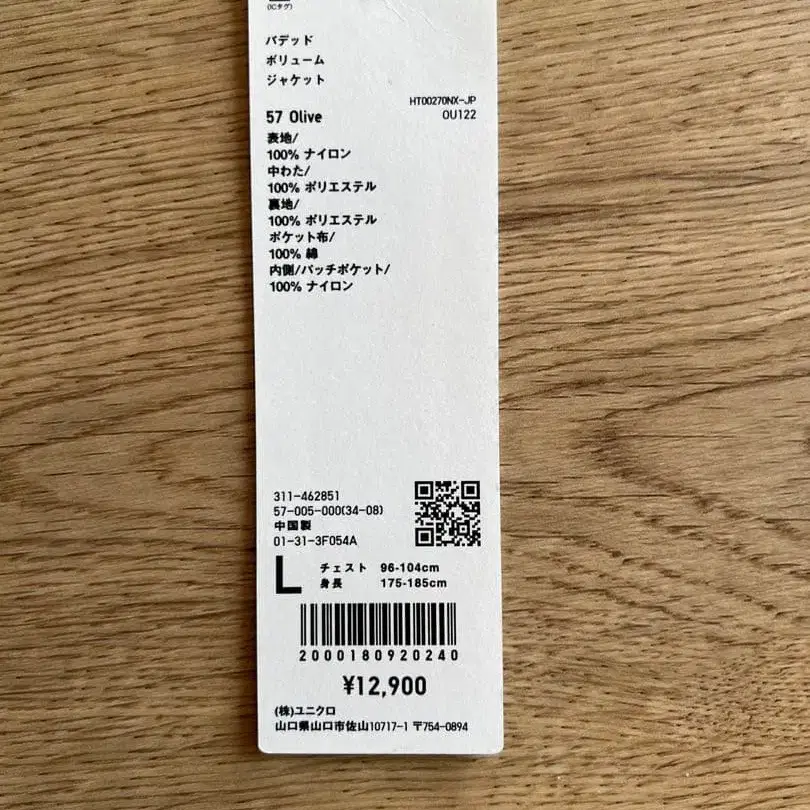 (ICタグ)
パデッド
ボリューム
ジャケット
HT00270NX-JP
57 Olive
OU122
表地/
100% ナイロン
中わた/
100% ポリエステル
裏地/
100% ポリエステル
ポケット布/
100% 綿
内側/パッチポケット/
100% ナイロン
311-462851
57-005-000(34-08)
中国製
01-31-3F054A
L チェスト 96-104cm
身長 175-185cm
2000180920240
¥12,900
(株)ユニクロ
山口県山口市佐山10717-1 〒754-0894